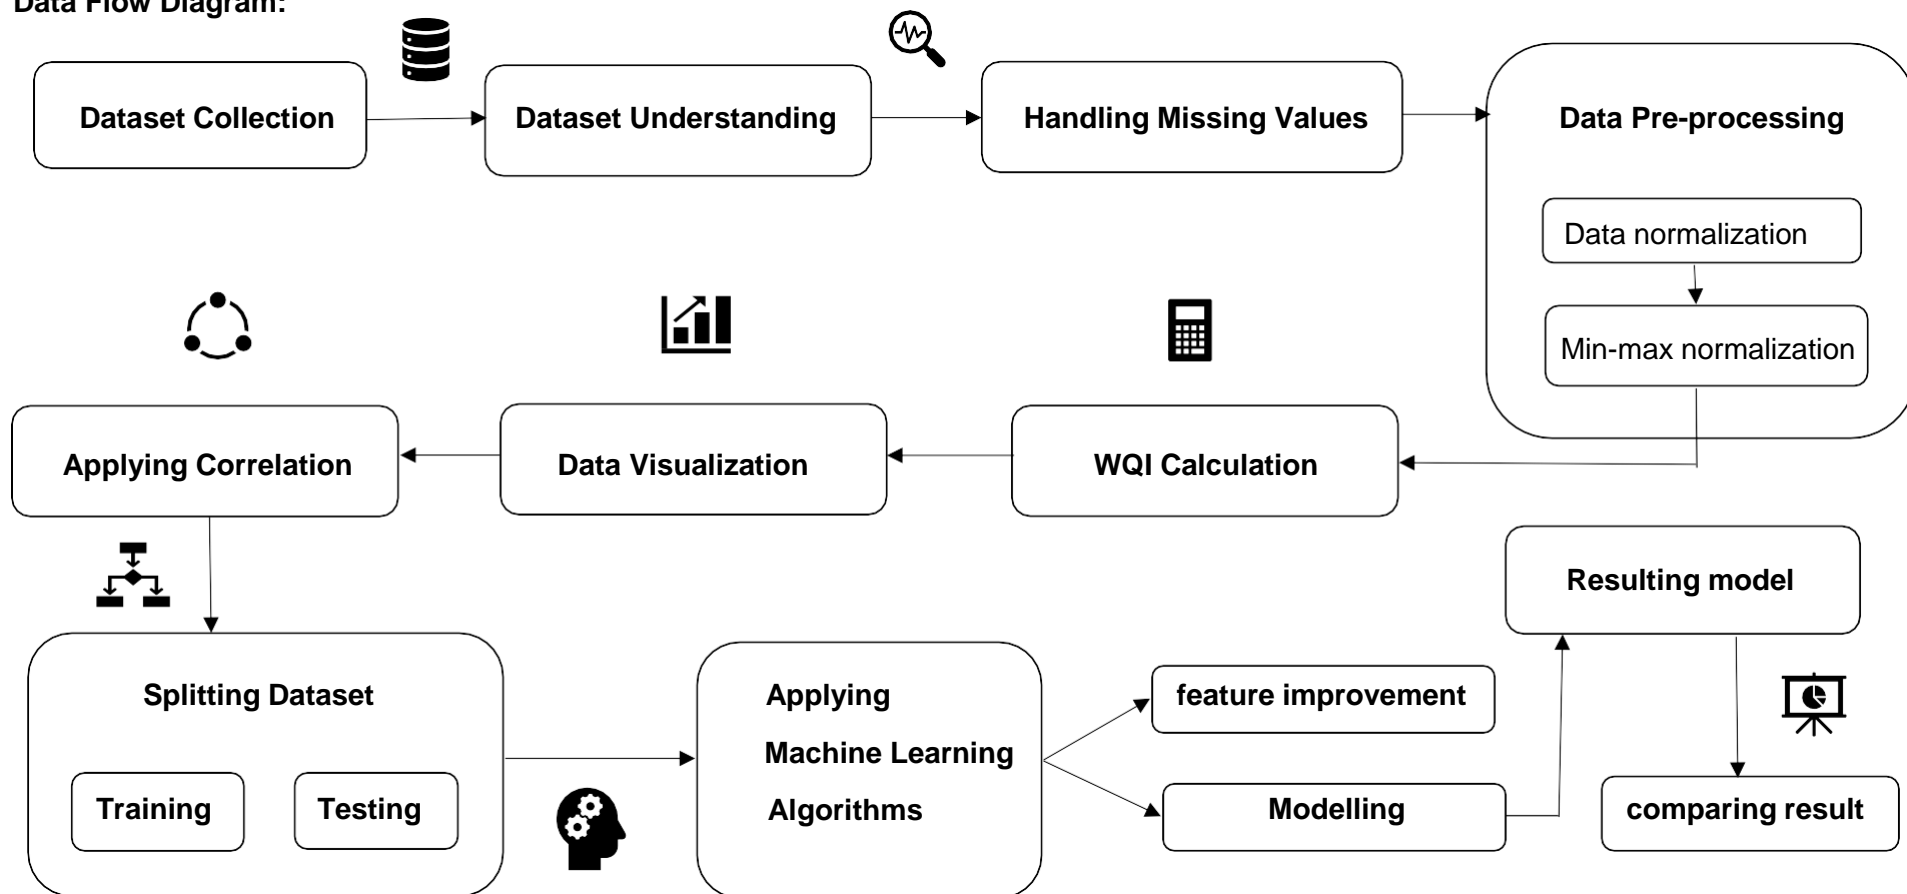 Data Flow Diagram:
Dataset Collection
Dataset Understanding
Handling Missing Values
Data Pre-processing
Data normalization
Min-max normalization
WQI Calculation
Data Visualization
Applying Correlation
Splitting Dataset
Training
Testing
Applying
Machine Learning
Algorithms
feature improvement
Modelling
Resulting model
comparing result